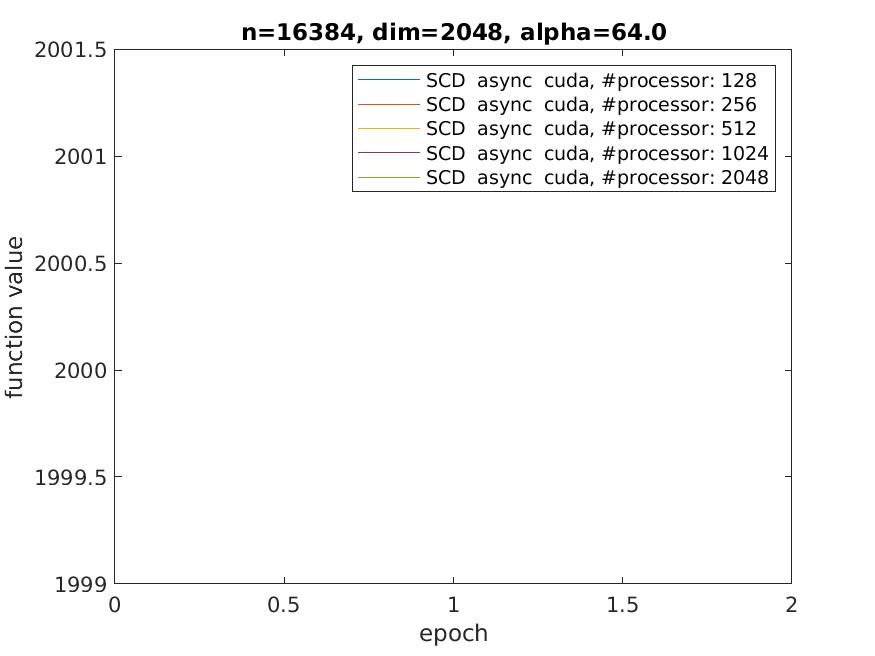 n=16384, dim=2048, alpha=64.0
2001.5
2001
2000.5
2000
1999.5
1999
function value
SCD  async  cuda, #processor: 128
SCD  async  cuda, #processor: 256
SCD  async  cuda, #processor: 512
SCD  async  cuda, #processor: 1024
SCD  async  cuda, #processor: 2048
0 0.5 1 1.5 2
epoch